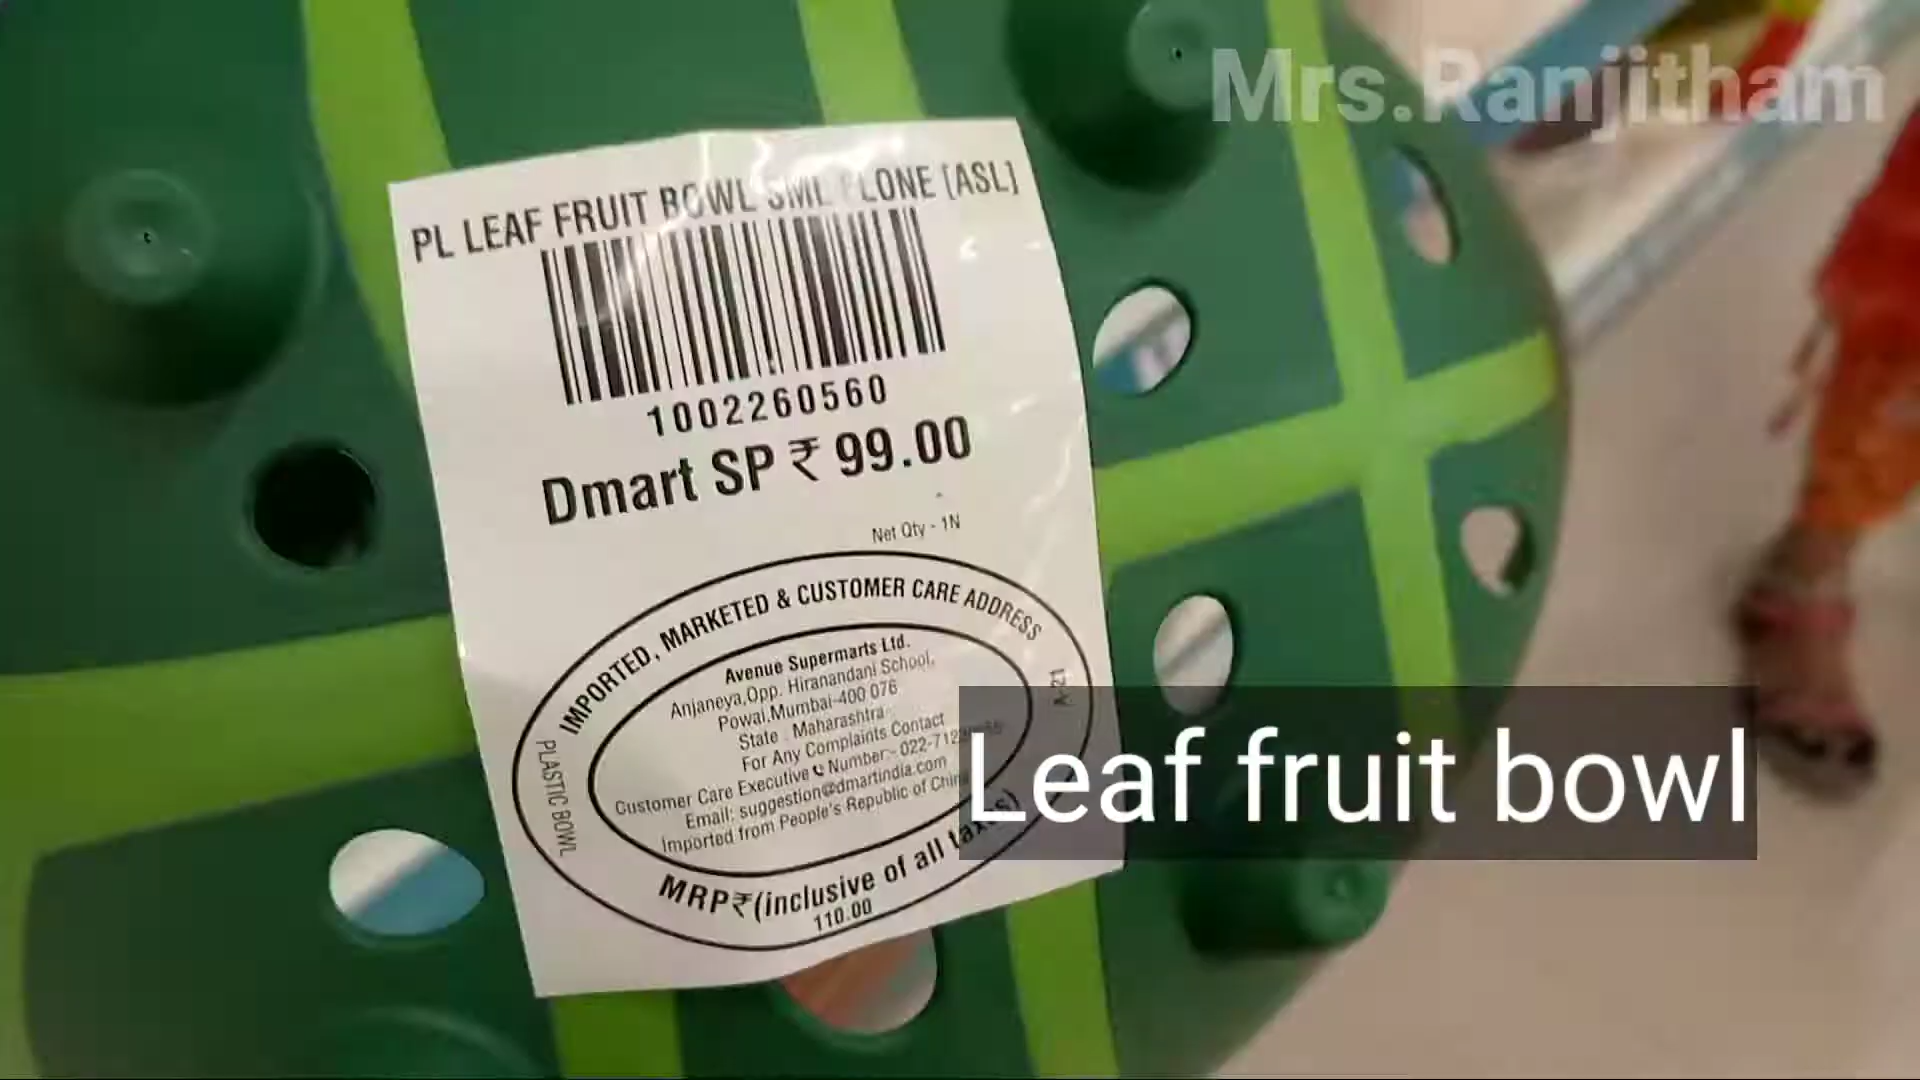 Mrs.Ranjitham
PL LEAF FRUIT BOWL SML [ASL]
1002260560
Dmart SP ₹ 99.00
Net Qty - 1N
IMPORTED, MARKETED & CUSTOMER CARE ADDRESS
PLASTIC BOWL
A-21
Avenue Supermarts Ltd.
Anjaneya,Opp. Hiranandani School,
Powai,Mumbai-400 076
State . Maharashtra
For Any Complaints Contact
Customer Care Executive Number:- 022-712
Email: suggestion@dmartindia.com
Imported from People's Republic of China
MRP₹(inclusive of all taxes)
110.00
Leaf fruit bowl